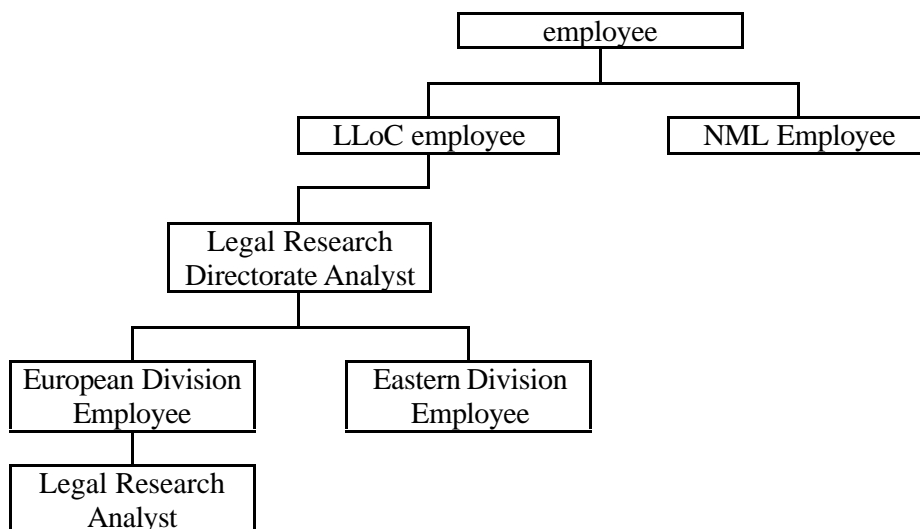 employee
LLoC employee
NML Employee
Legal Research
Directorate Analyst
European Division
Employee
Eastern Division
Employee
Legal Research
Analyst